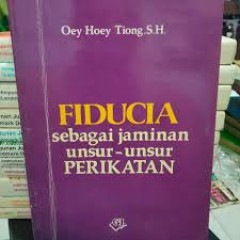 Oey Hoey Tiong.S.H.
FIDUCIA
sebagai jaminan
unsur-unsur
PERIKATAN